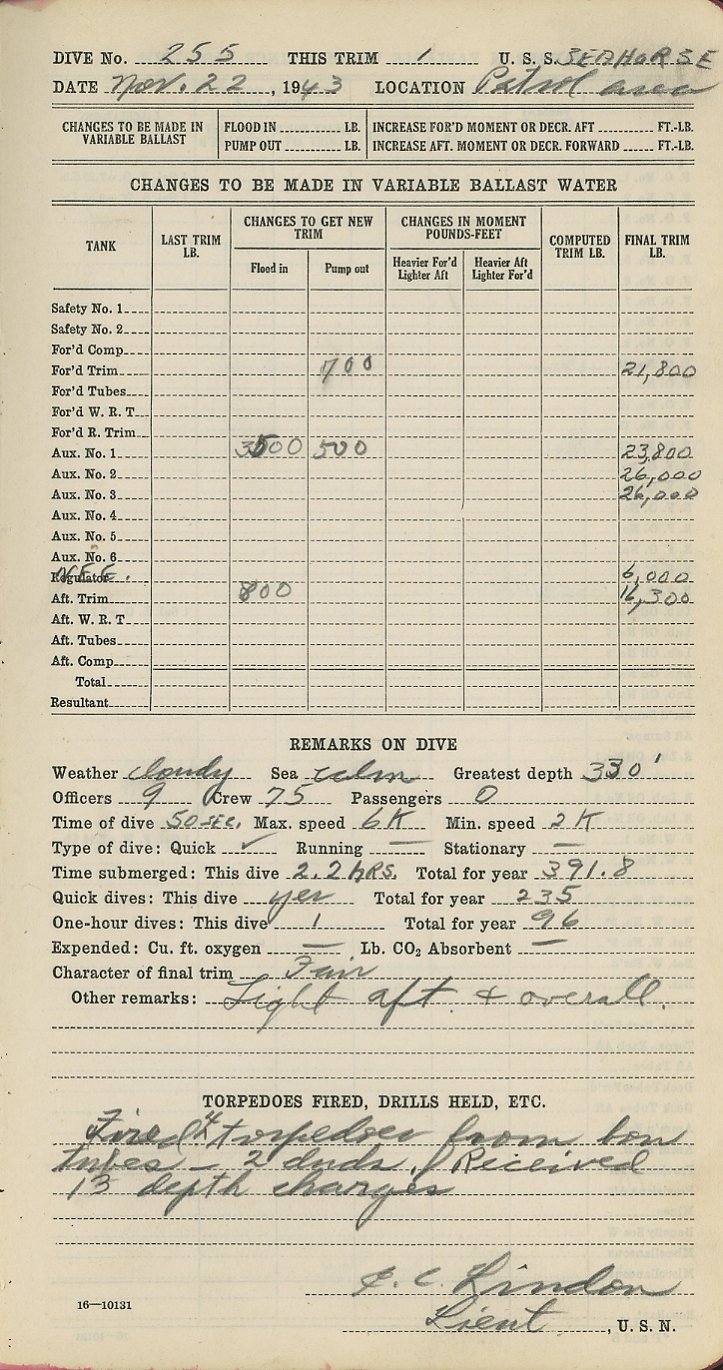 DIVE No. 255 THIS TRIM 1 U. S. S. SEAHORSE
DATE Nov. 22, 1943 LOCATION Patrol area
CHANGES TO BE MADE IN VARIABLE BALLAST FLOOD IN LB. INCREASE FOR'D MOMENT OR DECR. AFT FT.-LB.
PUMP OUT LB. INCREASE AFT. MOMENT OR DECR. FORWARD FT.-LB.
CHANGES TO BE MADE IN VARIABLE BALLAST WATER
TANK LAST TRIM LB. CHANGES TO GET NEW TRIM CHANGES IN MOMENT POUNDS-FEET COMPUTED TRIM LB. FINAL TRIM LB.
Flood in Pump out Heavier For'd Lighter Aft Heavier Aft Lighter For'd
Safety No. 1
Safety No. 2
For'd Comp
For'd Trim 700 21,800
For'd Tubes
For'd W. R. T
For'd R. Trim
Aux. No. 1 3500 500 23,800
Aux. No. 2 26,000
Aux. No. 3 26,000
Aux. No. 4
Aux. No. 5
Aux. No. 6
Regulator 6,000
Aft. Trim 800 16,300
Aft. W. R. T
Aft. Tubes
Aft. Comp
Total
Resultant
REMARKS ON DIVE
Weather cloudy Sea calm Greatest depth 330'
Officers 9 Crew 75 Passengers 0
Time of dive 50 SEC. Max. speed 6K Min. speed 2K
Type of dive: Quick ✓ Running — Stationary —
Time submerged: This dive 2.2 HRS. Total for year 391.8
Quick dives: This dive yes Total for year 235
One-hour dives: This dive 1 Total for year 96
Expended: Cu. ft. oxygen — Lb. CO₂ Absorbent —
Character of final trim Fair
Other remarks: Light aft. & overall.
TORPEDOES FIRED, DRILLS HELD, ETC.
Fired 4 torpedoes from bow
tubes – 2 duds. Received
13 depth charges
E. C. Lindon
16—10131
Lieut, U. S. N.